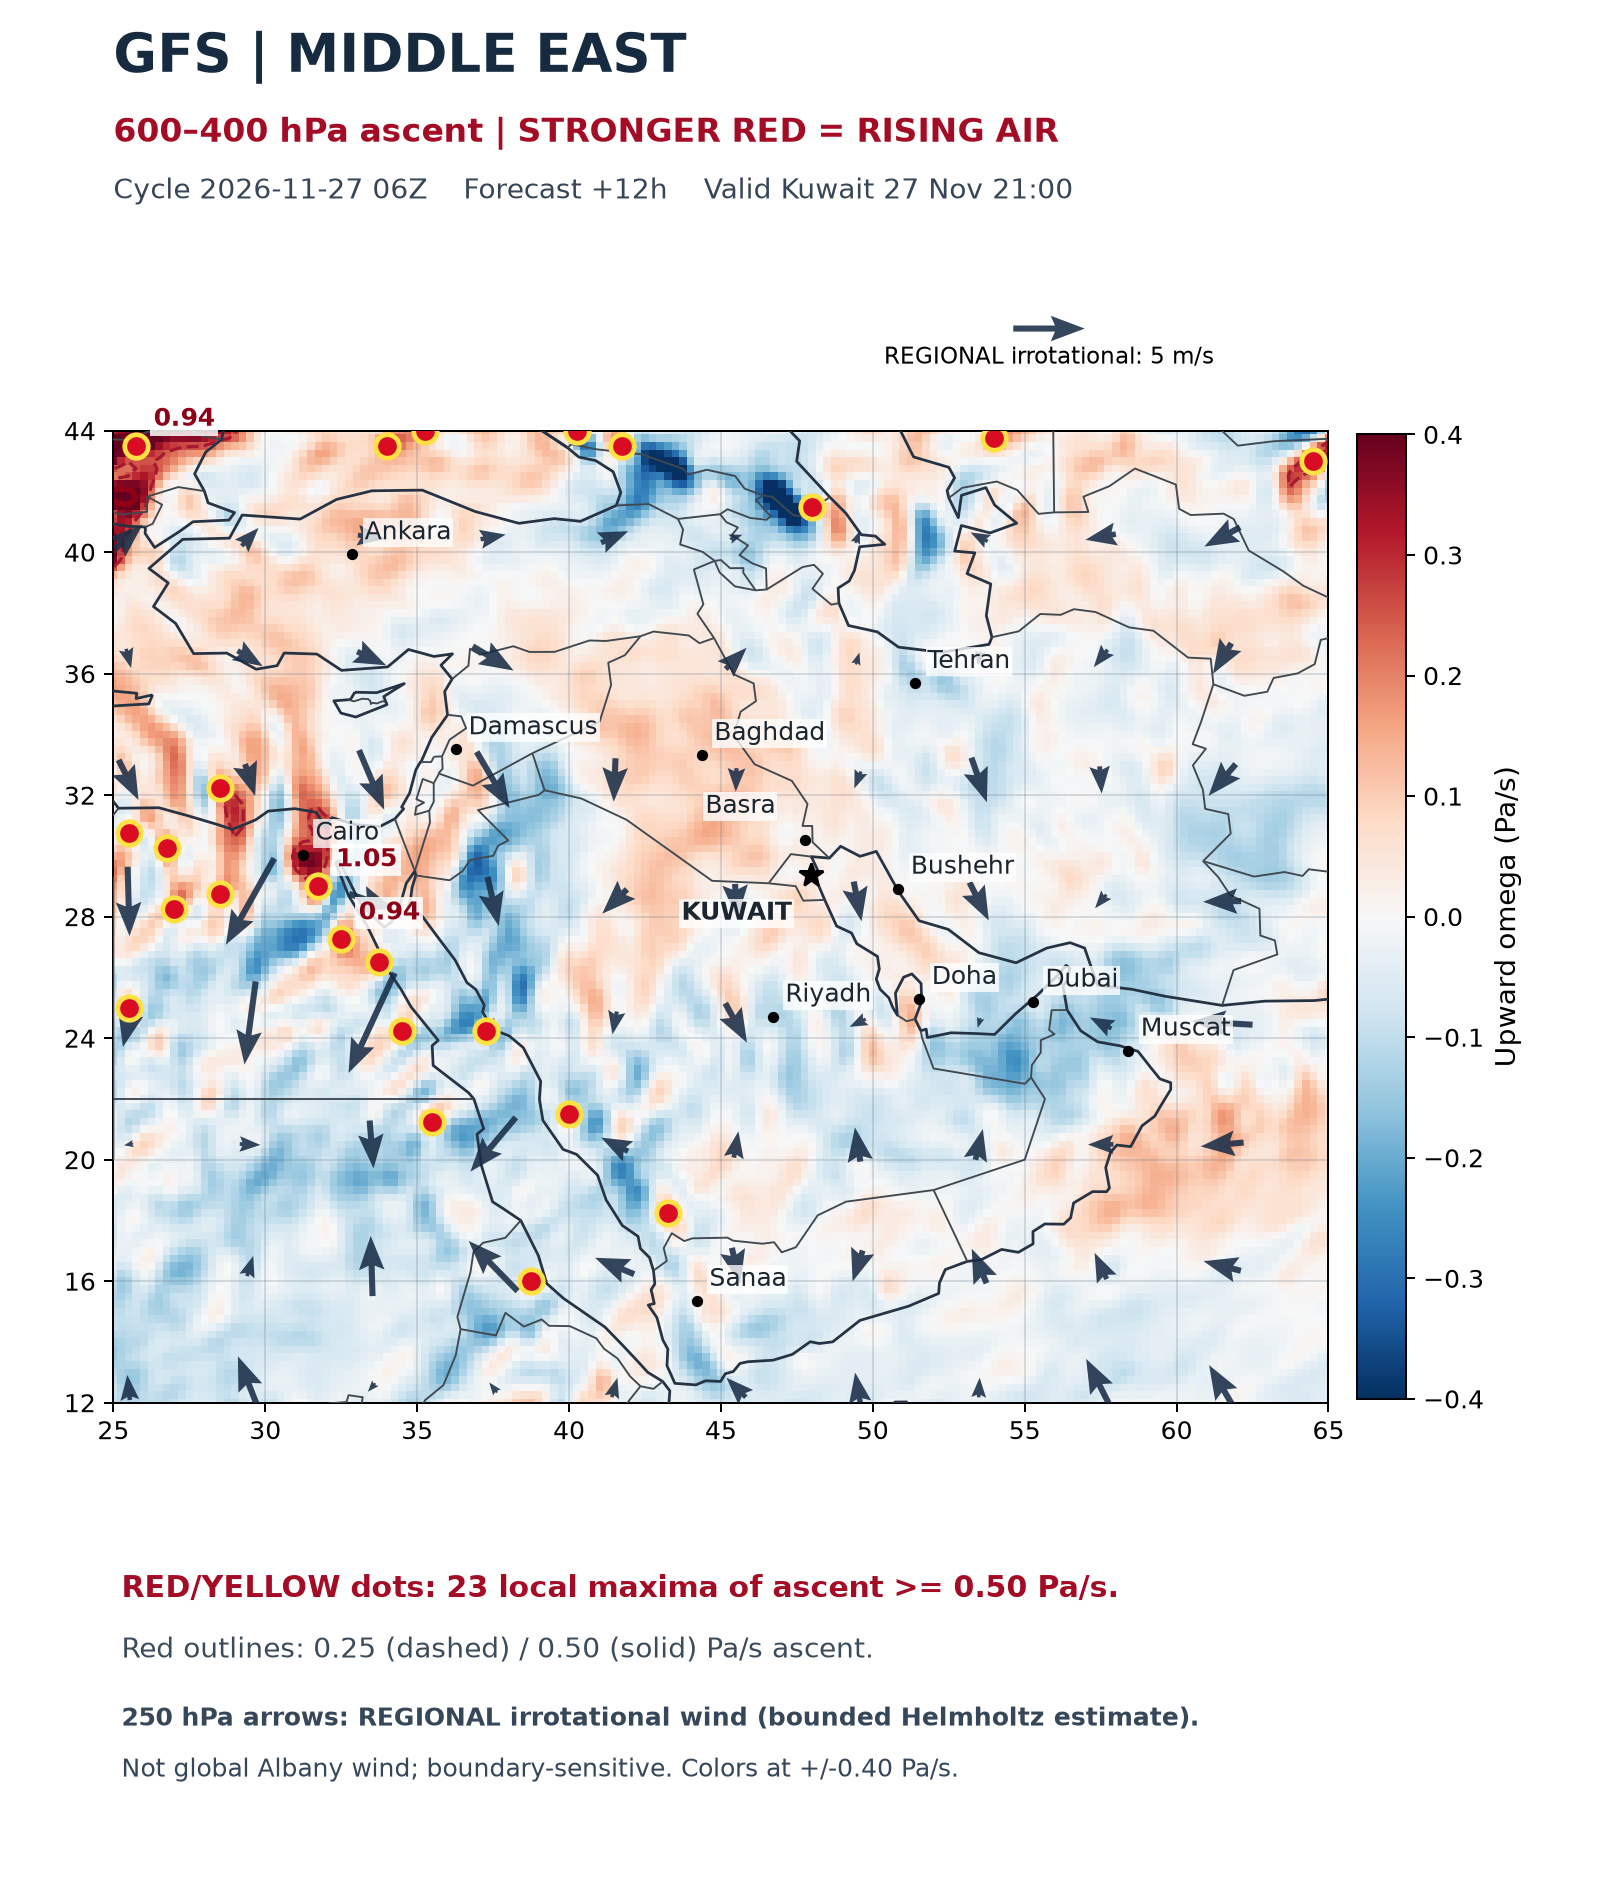 GFS | MIDDLE EAST
600–400 hPa ascent | STRONGER RED = RISING AIR
Cycle 2026-11-27 06Z    Forecast +12h    Valid Kuwait 27 Nov 21:00
REGIONAL irrotational: 5 m/s
0.94
44
40
36
32
28
24
20
16
12
25
30
35
40
45
50
55
60
65
Ankara
Tehran
Damascus
Baghdad
Basra
Cairo
1.05
Bushehr
0.94
KUWAIT
Doha
Dubai
Riyadh
Muscat
Sanaa
0.4
0.3
0.2
0.1
0.0
−0.1
−0.2
−0.3
−0.4
Upward omega (Pa/s)
RED/YELLOW dots: 23 local maxima of ascent >= 0.50 Pa/s.
Red outlines: 0.25 (dashed) / 0.50 (solid) Pa/s ascent.
250 hPa arrows: REGIONAL irrotational wind (bounded Helmholtz estimate).
Not global Albany wind; boundary-sensitive. Colors at +/-0.40 Pa/s.